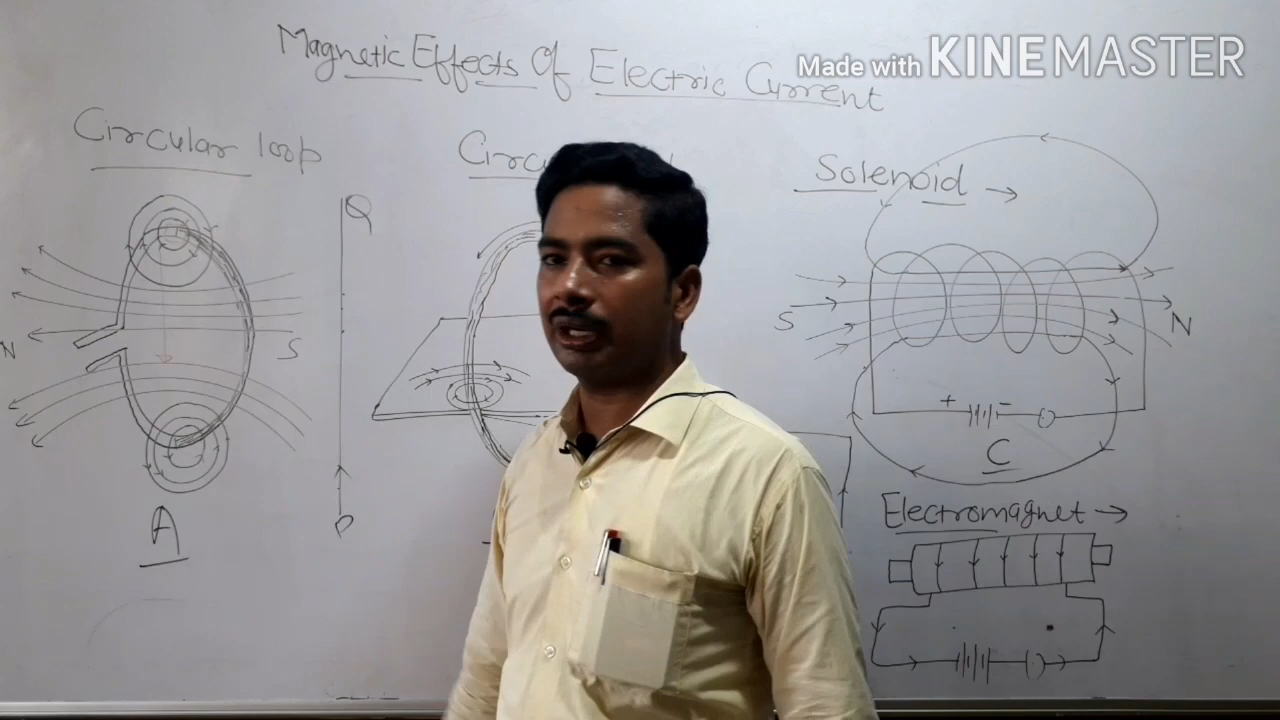 Magnetic Effects Of Electric Current
Made with KINEMASTER
Circular loop
Solenoid →
Q
N
S
S
N
+ −
C
P
A
Electromagnet →